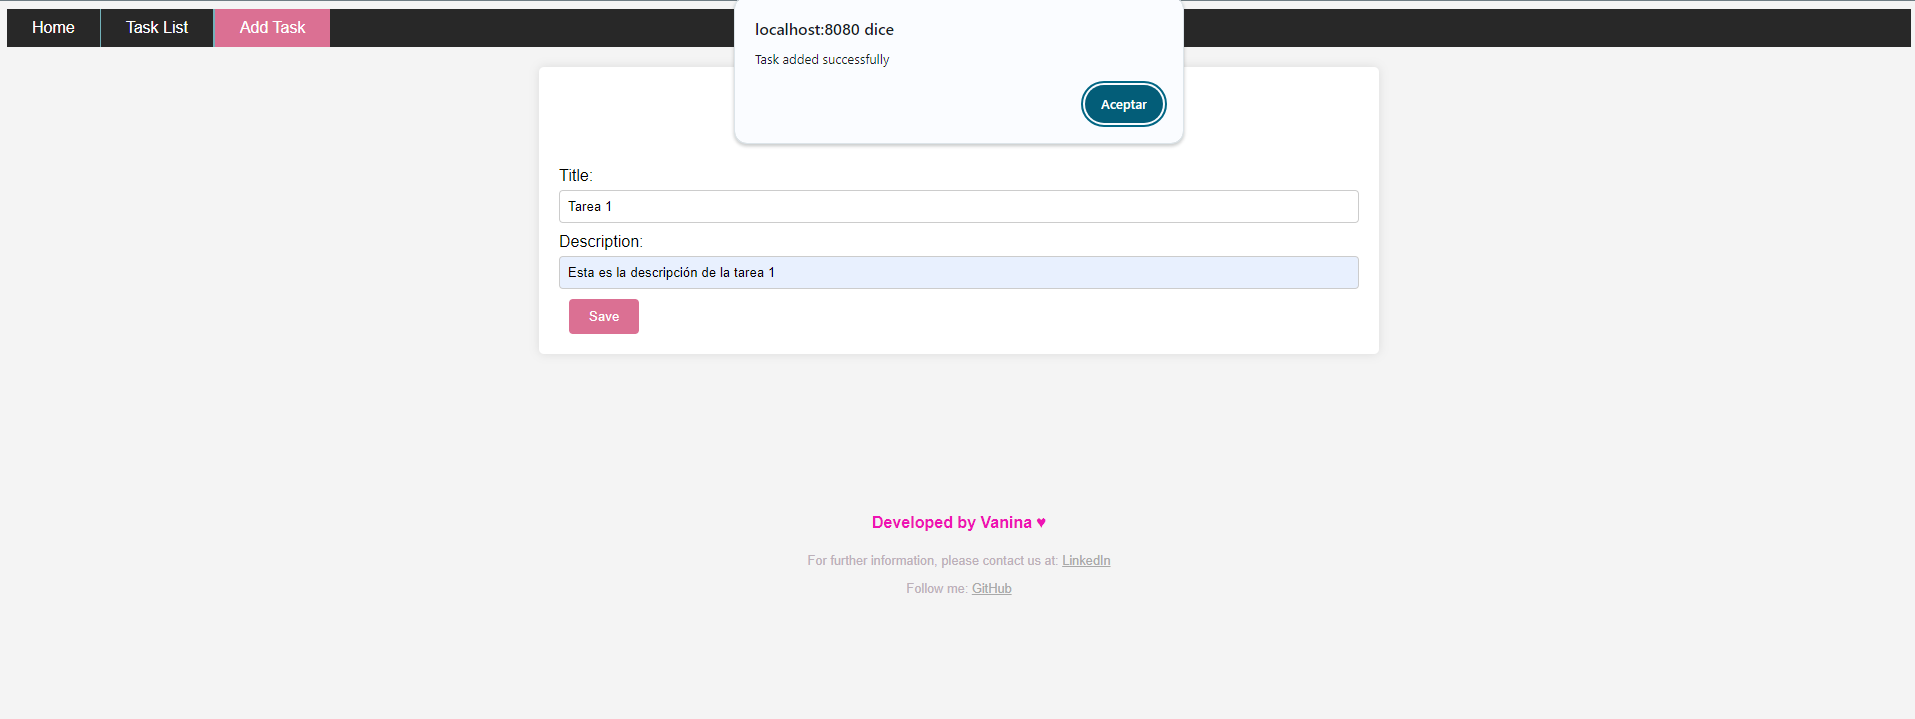 Home Task List Add Task
localhost:8080 dice
Task added successfully
Aceptar
Title:
Tarea 1
Description:
Esta es la descripción de la tarea 1
Save
Developed by Vanina ♥
For further information, please contact us at: LinkedIn
Follow me: GitHub